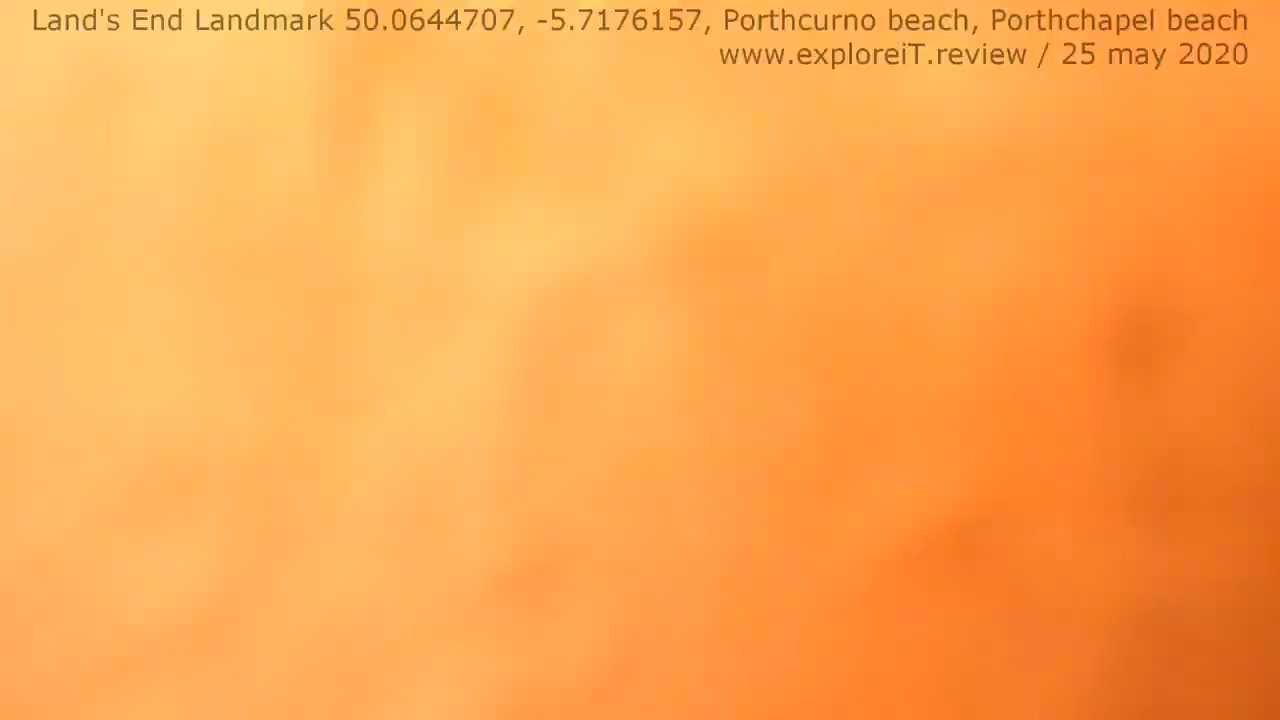 Land's End Landmark 50.0644707, -5.7176157, Porthcurno beach, Porthchapel beach
www.exploreiT.review / 25 may 2020